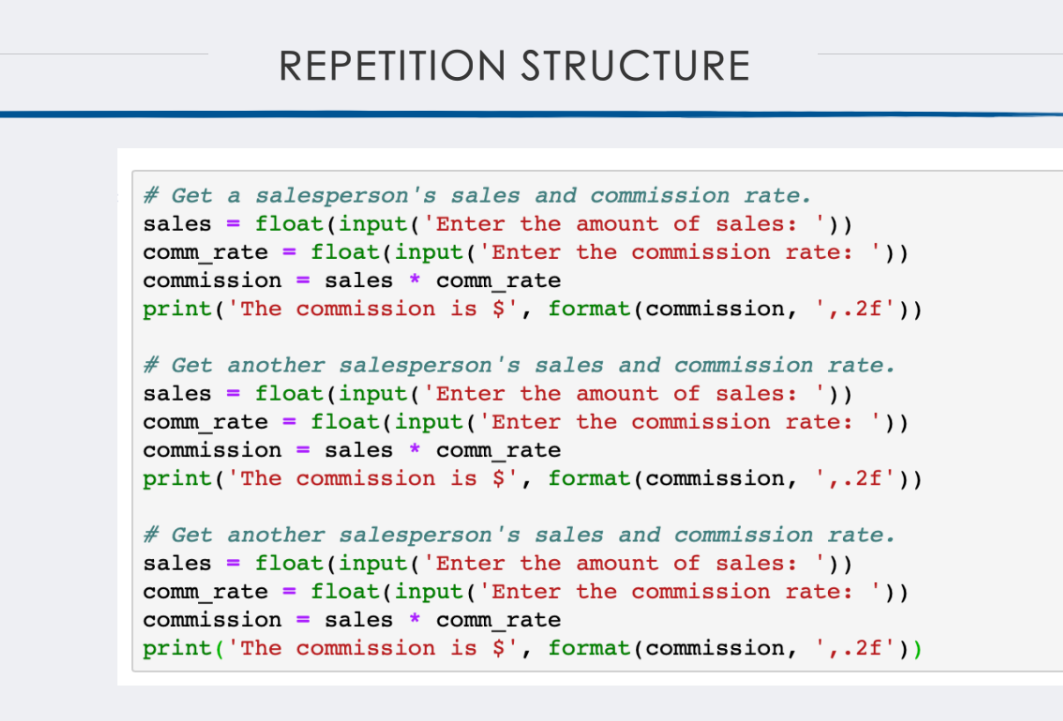 REPETITION STRUCTURE
# Get a salesperson's sales and commission rate.
sales = float(input('Enter the amount of sales: '))
comm_rate = float(input('Enter the commission rate: '))
commission = sales * comm_rate
print('The commission is $', format(commission, ',.2f'))
# Get another salesperson's sales and commission rate.
sales = float(input('Enter the amount of sales: '))
comm_rate = float(input('Enter the commission rate: '))
commission = sales * comm_rate
print('The commission is $', format(commission, ',.2f'))
# Get another salesperson's sales and commission rate.
sales = float(input('Enter the amount of sales: '))
comm_rate = float(input('Enter the commission rate: '))
commission = sales * comm_rate
print('The commission is $', format(commission, ',.2f'))